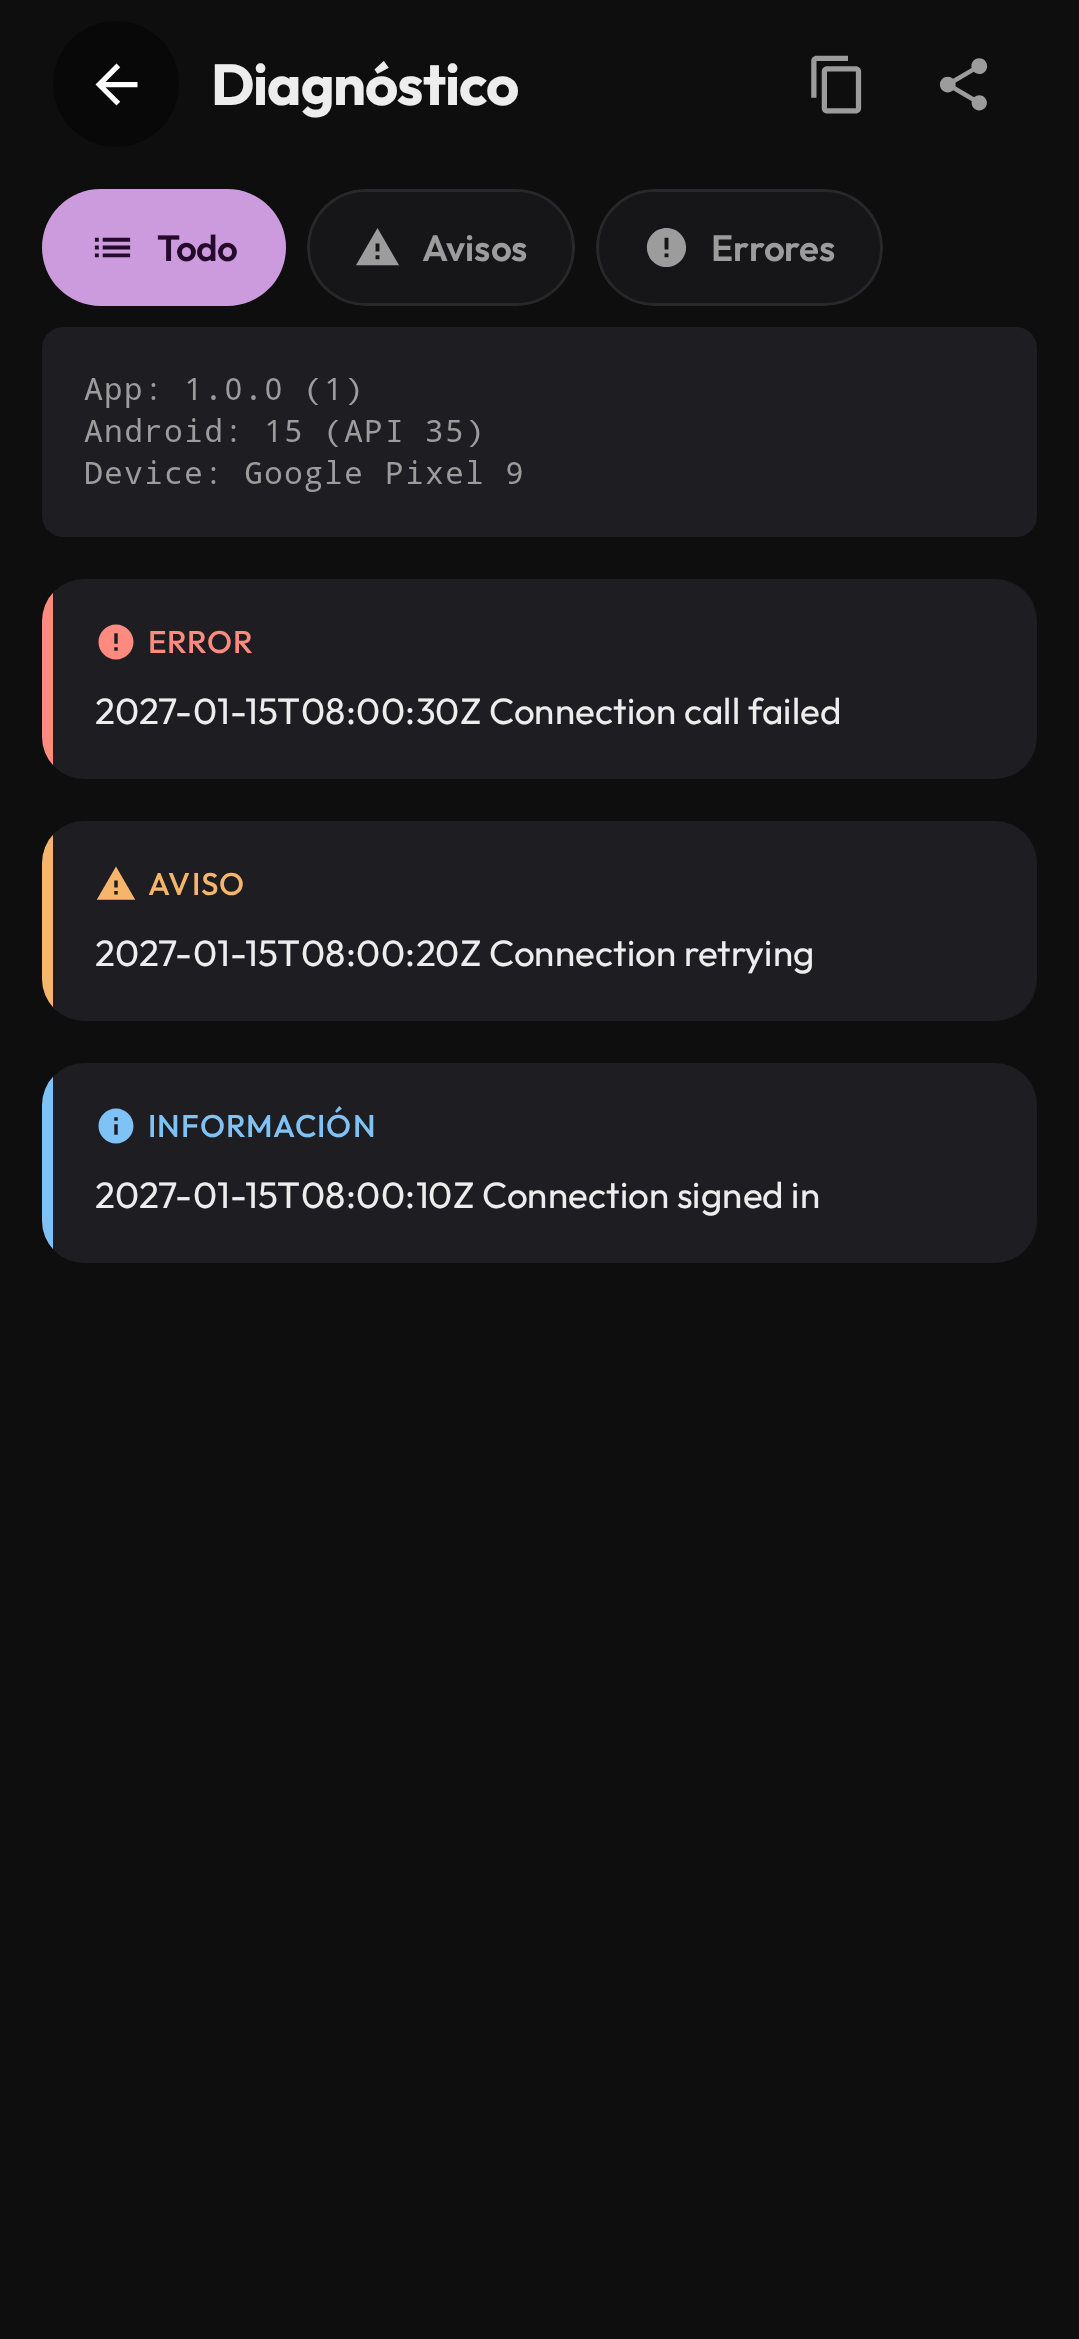 Diagnóstico
Todo
Avisos
Errores
App: 1.0.0 (1)
Android: 15 (API 35)
Device: Google Pixel 9
ERROR
2027-01-15T08:00:30Z Connection call failed
AVISO
2027-01-15T08:00:20Z Connection retrying
INFORMACIÓN
2027-01-15T08:00:10Z Connection signed in